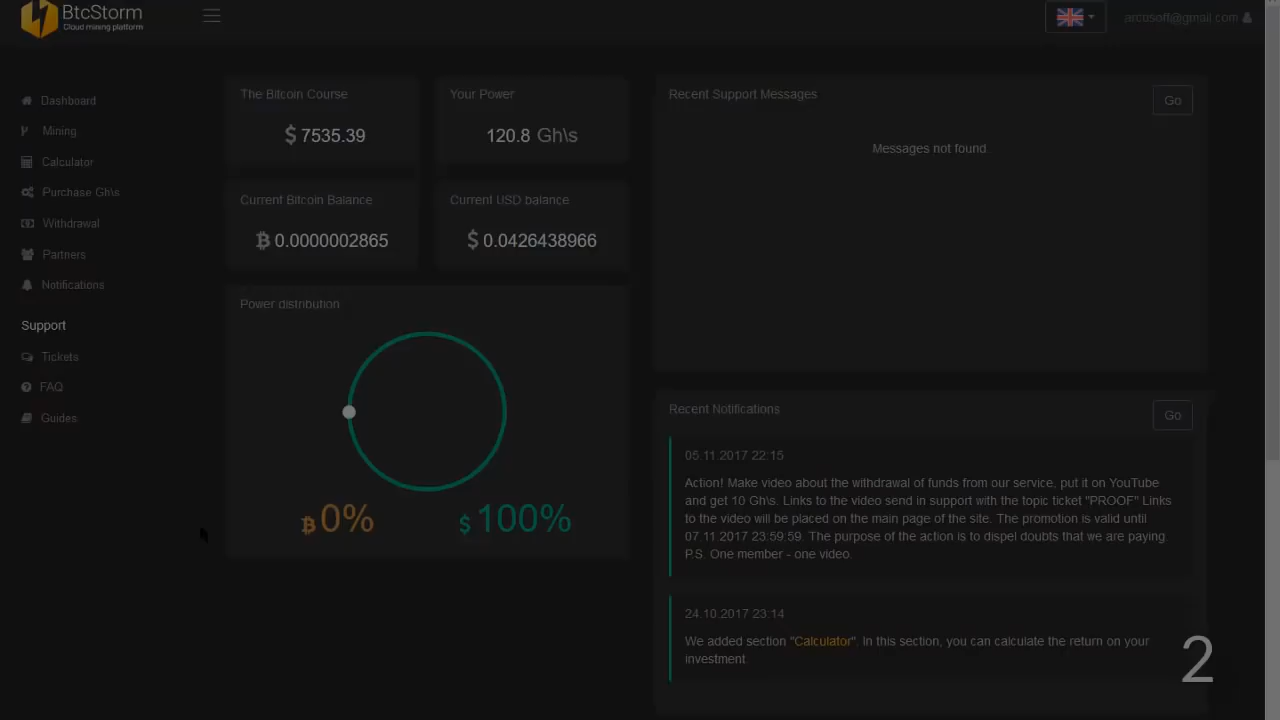 BtcStorm
Cloud mining platform
arcusoff@gmail.com
Dashboard
Mining
Calculator
Purchase Gh\s
Withdrawal
Partners
Notifications
Support
Tickets
FAQ
Guides
The Bitcoin Course
$ 7535.39
Your Power
120.8 Gh\s
Current Bitcoin Balance
0.0000002865
Current USD balance
$ 0.0426438966
Power distribution
0%
$ 100%
Recent Support Messages
Go
Messages not found
Recent Notifications
Go
05.11.2017 22:15
Action! Make video about the withdrawal of funds from our service, put it on YouTube
and get 10 Gh\s. Links to the video send in support with the topic ticket "PROOF" Links
to the video will be placed on the main page of the site. The promotion is valid until
07.11.2017 23:59:59. The purpose of the action is to dispel doubts that we are paying.
P.S. One member - one video.
24.10.2017 23:14
We added section "Calculator". In this section, you can calculate the return on your
investment.
2